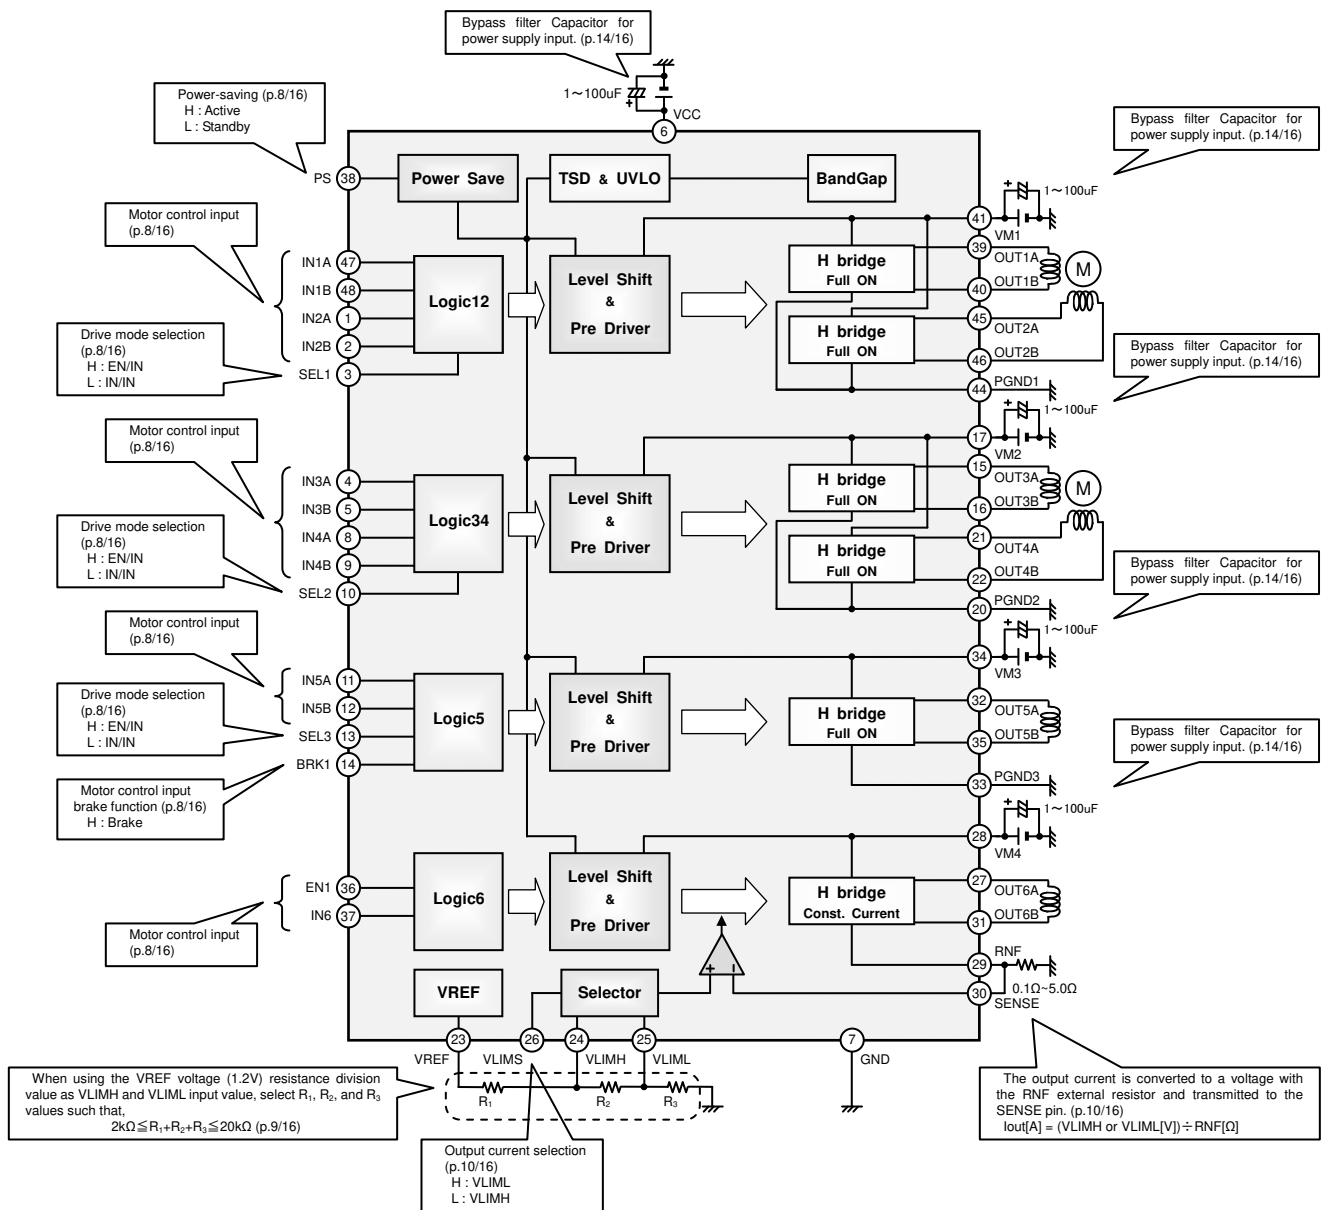 Bypass filter Capacitor for
power supply input. (p.14/16)
1～100uF
+
VCC
6
Power-saving (p.8/16)
H : Active
L : Standby
PS
38
Power Save
TSD & UVLO
BandGap
Bypass filter Capacitor for
power supply input. (p.14/16)
+
1～100uF
41
VM1
Motor control input
(p.8/16)
IN1A
47
IN1B
48
IN2A
1
IN2B
2
SEL1
3
Logic12
Level Shift
&
Pre Driver
H bridge
Full ON
H bridge
Full ON
39
OUT1A
M
40
OUT1B
45
OUT2A
46
OUT2B
44
PGND1
Drive mode selection
(p.8/16)
H : EN/IN
L : IN/IN
Bypass filter Capacitor for
power supply input. (p.14/16)
+
1～100uF
17
VM2
Motor control input
(p.8/16)
IN3A
4
IN3B
5
IN4A
8
IN4B
9
SEL2
10
Logic34
Level Shift
&
Pre Driver
H bridge
Full ON
H bridge
Full ON
15
OUT3A
M
16
OUT3B
21
OUT4A
22
OUT4B
20
PGND2
Drive mode selection
(p.8/16)
H : EN/IN
L : IN/IN
Bypass filter Capacitor for
power supply input. (p.14/16)
+
1～100uF
34
VM3
Motor control input
(p.8/16)
IN5A
11
IN5B
12
SEL3
13
BRK1
14
Logic5
Level Shift
&
Pre Driver
H bridge
Full ON
32
OUT5A
35
OUT5B
33
PGND3
Drive mode selection
(p.8/16)
H : EN/IN
L : IN/IN
Bypass filter Capacitor for
power supply input. (p.14/16)
Motor control input
brake function (p.8/16)
H : Brake
+
1～100uF
28
VM4
EN1
36
IN6
37
Logic6
Level Shift
&
Pre Driver
H bridge
Const. Current
27
OUT6A
31
OUT6B
Motor control input
(p.8/16)
+
−
29
RNF
30
0.1Ω~5.0Ω
SENSE
VREF
Selector
23
26
24
25
7
VREF
VLIMS
VLIMH
VLIML
GND
R1
R2
R3
When using the VREF voltage (1.2V) resistance division
value as VLIMH and VLIML input value, select R1, R2, and R3
values such that,
2kΩ≦R1+R2+R3≦20kΩ (p.9/16)
Output current selection
(p.10/16)
H : VLIML
L : VLIMH
The output current is converted to a voltage with
the RNF external resistor and transmitted to the
SENSE pin. (p.10/16)
Iout[A] = (VLIMH or VLIML[V])÷RNF[Ω]